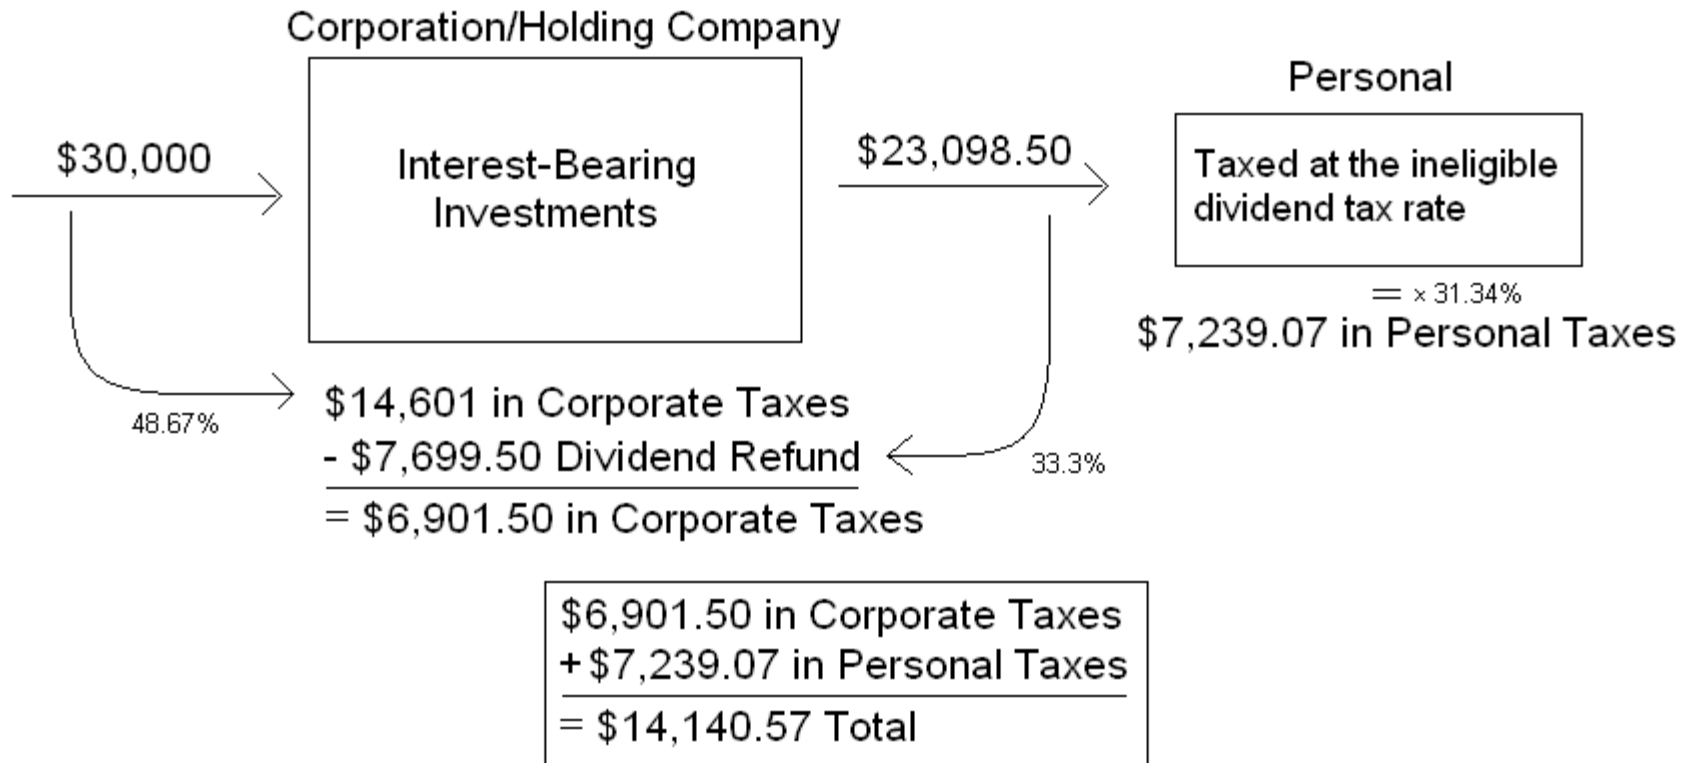 Corporation/Holding Company
Personal
$30,000
Interest-Bearing
Investments
$23,098.50
Taxed at the ineligible
dividend tax rate
= × 31.34%
$7,239.07 in Personal Taxes
48.67%
$14,601 in Corporate Taxes
- $7,699.50 Dividend Refund
33.3%
= $6,901.50 in Corporate Taxes
$6,901.50 in Corporate Taxes
+ $7,239.07 in Personal Taxes
= $14,140.57 Total